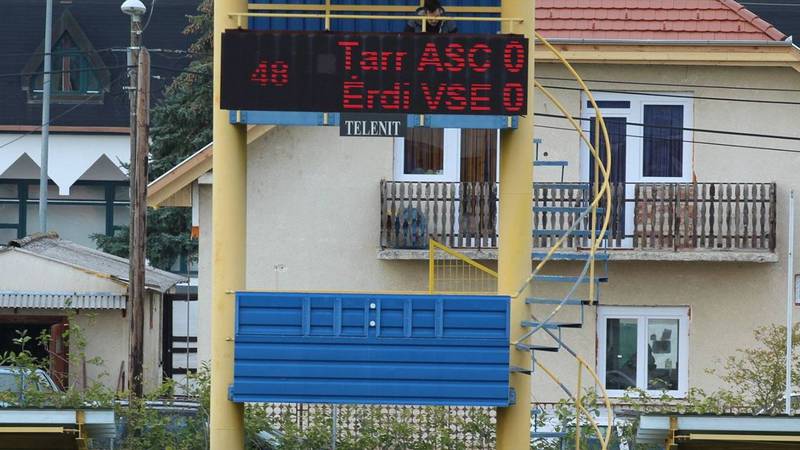 48 Tarr ASC 0
Érdi VSE 0
TELENIT